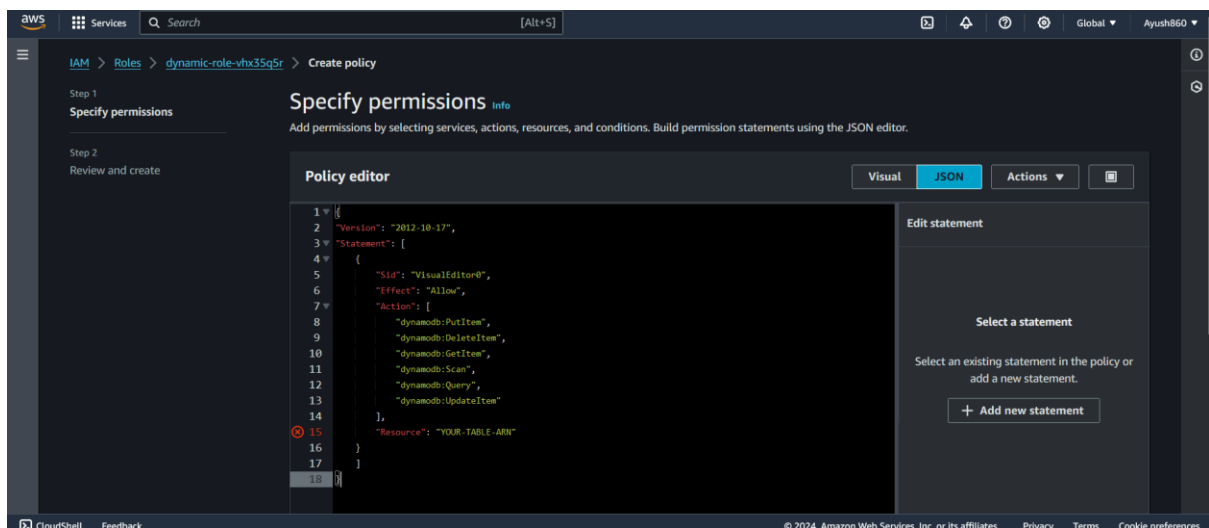 aws Services Search [Alt+S] Global ▼ Ayush860 ▼
IAM > Roles > dynamic-role-vhx35q5r > Create policy
Step 1
Specify permissions
Step 2
Review and create
Specify permissions Info
Add permissions by selecting services, actions, resources, and conditions. Build permission statements using the JSON editor.
Policy editor
Visual JSON Actions ▼
1 {
2 "Version": "2012-10-17",
3 "Statement": [
4 {
5 "Sid": "VisualEditor0",
6 "Effect": "Allow",
7 "Action": [
8 "dynamodb:PutItem",
9 "dynamodb:DeleteItem",
10 "dynamodb:GetItem",
11 "dynamodb:Scan",
12 "dynamodb:Query",
13 "dynamodb:UpdateItem"
14 ],
15 "Resource": "YOUR-TABLE-ARN"
16 }
17 ]
18 }
Edit statement
Select a statement
Select an existing statement in the policy or
add a new statement.
+ Add new statement
CloudShell Feedback © 2024, Amazon Web Services, Inc. or its affiliates. Privacy Terms Cookie preferences